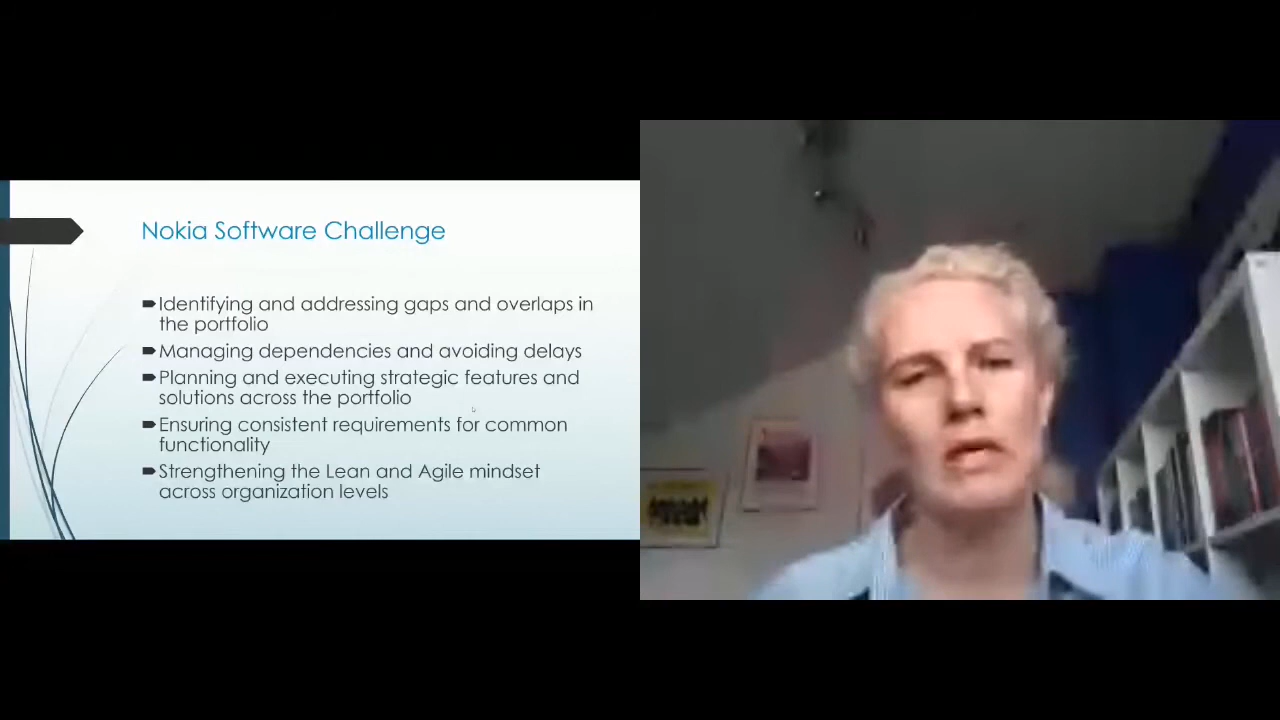 Nokia Software Challenge
Identifying and addressing gaps and overlaps in
the portfolio
Managing dependencies and avoiding delays
Planning and executing strategic features and
solutions across the portfolio
Ensuring consistent requirements for common
functionality
Strengthening the Lean and Agile mindset
across organization levels